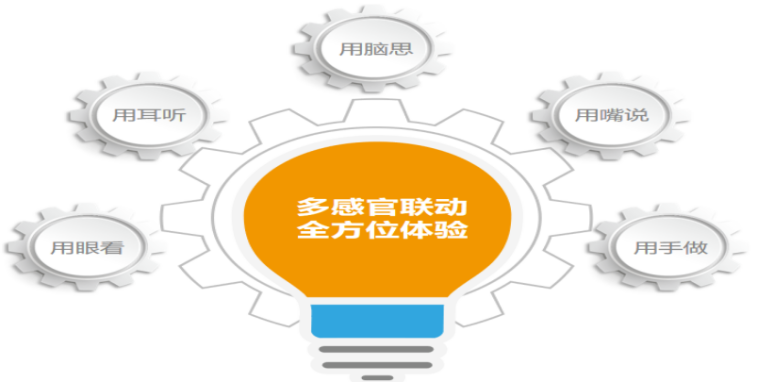 用脑思
用耳听
用嘴说
多感官联动
全方位体验
用眼看
用手做